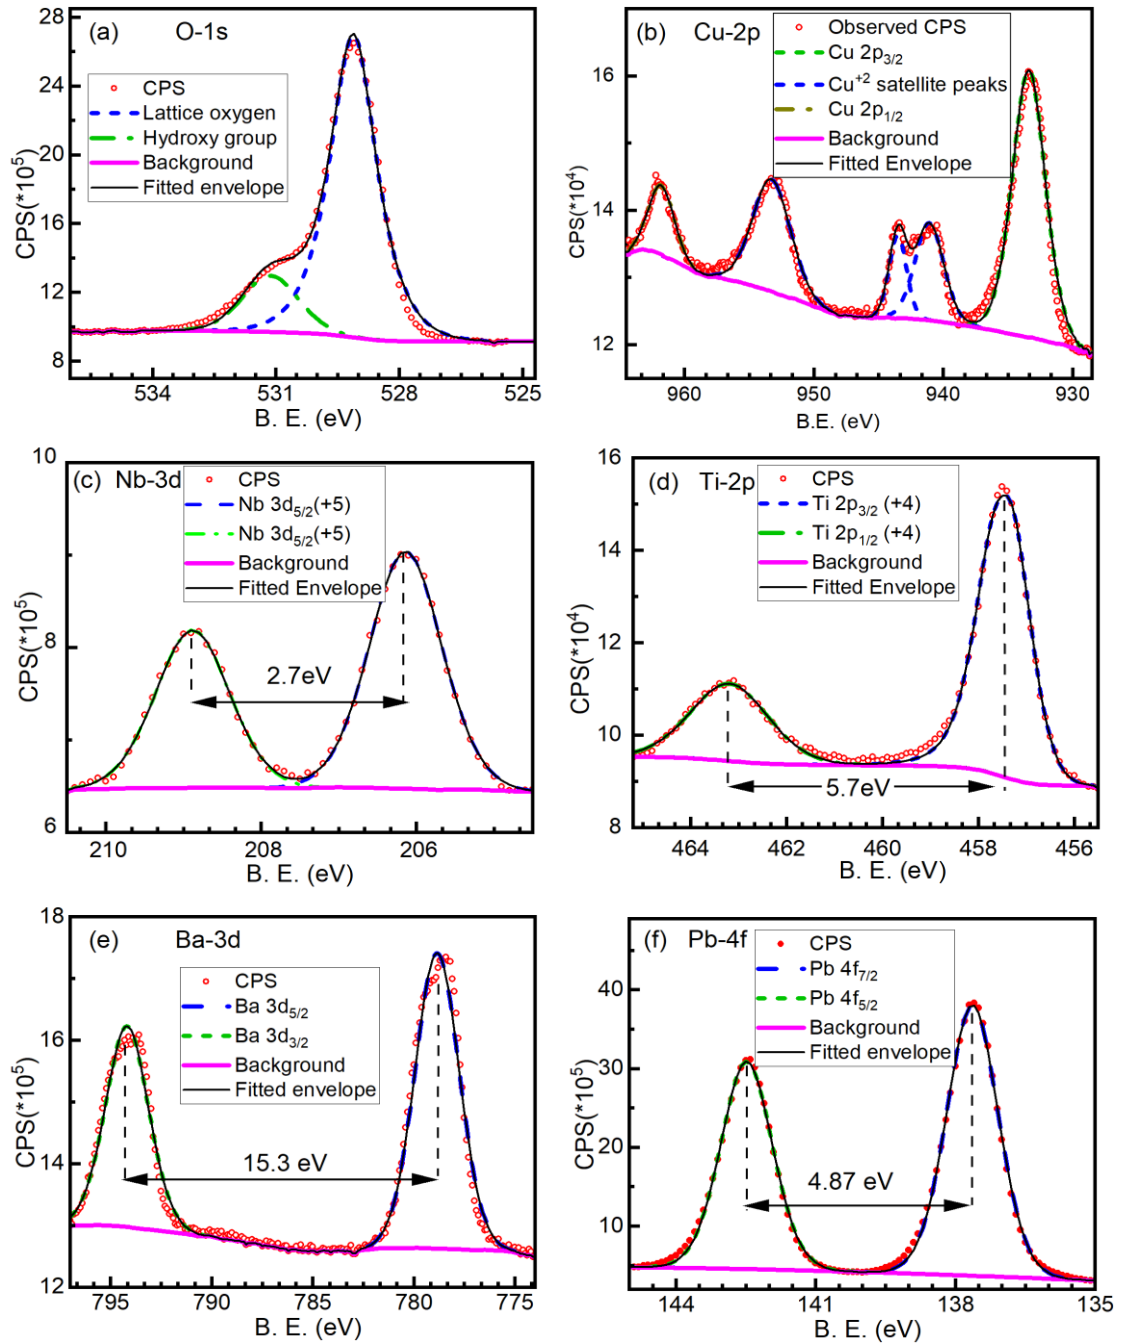 (a) O-1s
CPS
Lattice oxygen
Hydroxy group
Background
Fitted envelope
28
24
20
16
12
8
CPS(*10⁵)
534 531 528 525
B. E. (eV)
(b) Cu-2p
Observed CPS
Cu 2p₃/₂
Cu⁺² satellite peaks
Cu 2p₁/₂
Background
Fitted Envelope
16
14
12
CPS(*10⁴)
960 950 940 930
B.E. (eV)
(c) Nb-3d
CPS
Nb 3d₅/₂(+5)
Nb 3d₅/₂(+5)
Background
Fitted Envelope
2.7eV
10
8
6
CPS(*10⁵)
210 208 206
B. E. (eV)
(d) Ti-2p
CPS
Ti 2p₃/₂ (+4)
Ti 2p₁/₂ (+4)
Background
Fitted Envelope
5.7eV
16
14
12
10
8
CPS(*10⁴)
464 462 460 458 456
B. E. (eV)
(e) Ba-3d
CPS
Ba 3d₅/₂
Ba 3d₃/₂
Background
Fitted envelope
15.3 eV
18
16
14
12
CPS(*10⁵)
795 790 785 780 775
B. E. (eV)
(f) Pb-4f
CPS
Pb 4f₇/₂
Pb 4f₅/₂
Background
Fitted envelope
4.87 eV
40
30
20
10
CPS(*10⁵)
144 141 138 135
B. E. (eV)